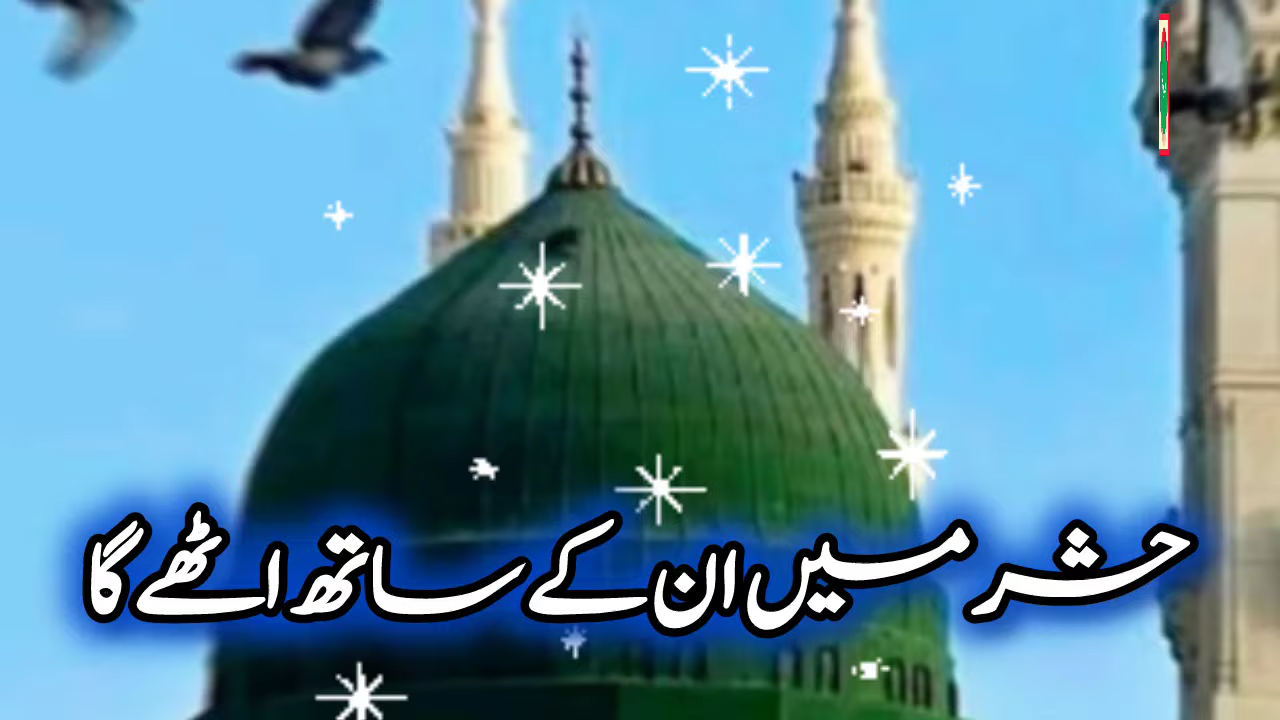 حشر میں ان کے ساتھ اٹھے گا